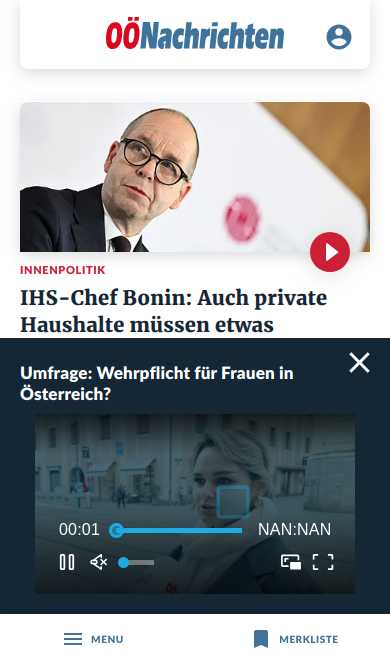 OÖNachrichten
INNENPOLITIK
IHS-Chef Bonin: Auch private
Haushalte müssen etwas
Umfrage: Wehrpflicht für Frauen in
Österreich?
00:01
NAN:NAN
MENU
MERKLISTE